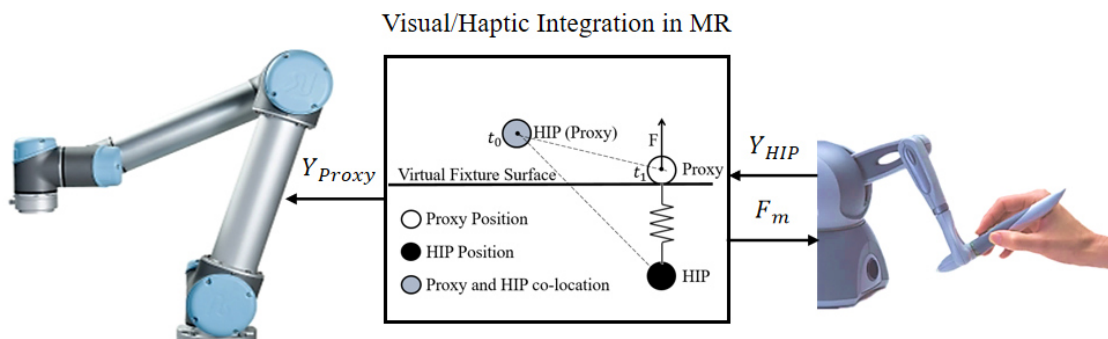 Visual/Haptic Integration in MR
t₀ HIP (Proxy)
F
t₁ Proxy
Virtual Fixture Surface
Proxy Position
HIP Position
HIP
Proxy and HIP co-location
Y_Proxy
Y_HIP
F_m